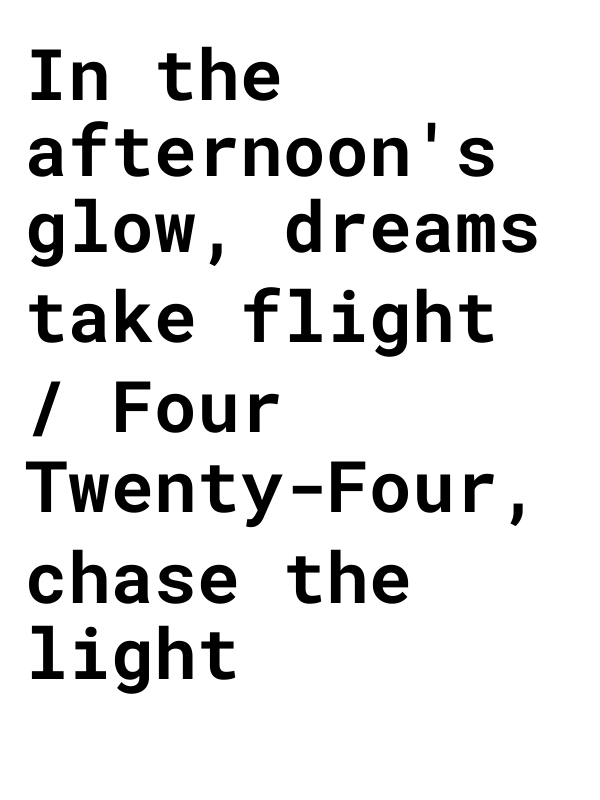 In the
afternoon's
glow, dreams
take flight
/ Four
Twenty-Four,
chase the
light